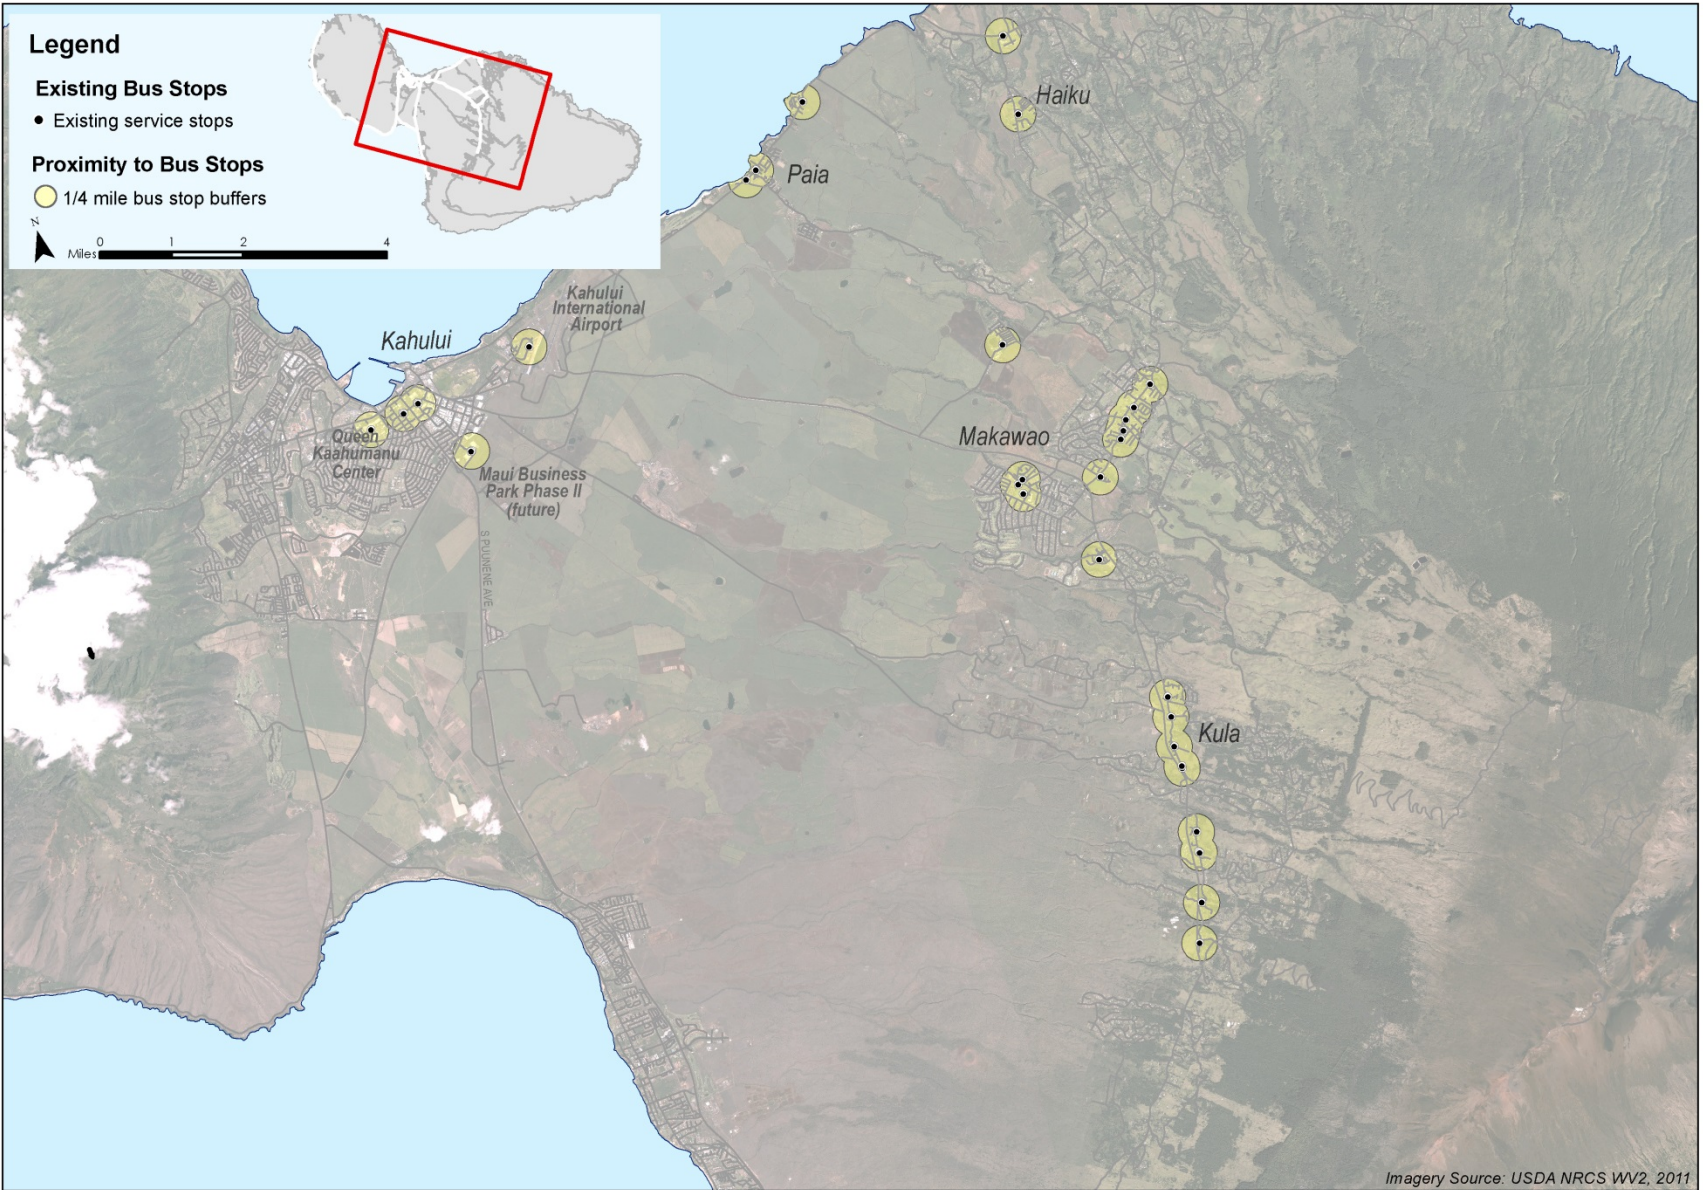 Legend
Existing Bus Stops
Existing service stops
Proximity to Bus Stops
1/4 mile bus stop buffers
N
0 1 2 4
Miles
Haiku
Paia
Kahului
International
Airport
Kahului
Queen
Kaahumanu
Center
Maui Business
Park Phase II
(future)
S PUUNENE AVE
Makawao
Kula
Imagery Source: USDA NRCS WV2, 2011